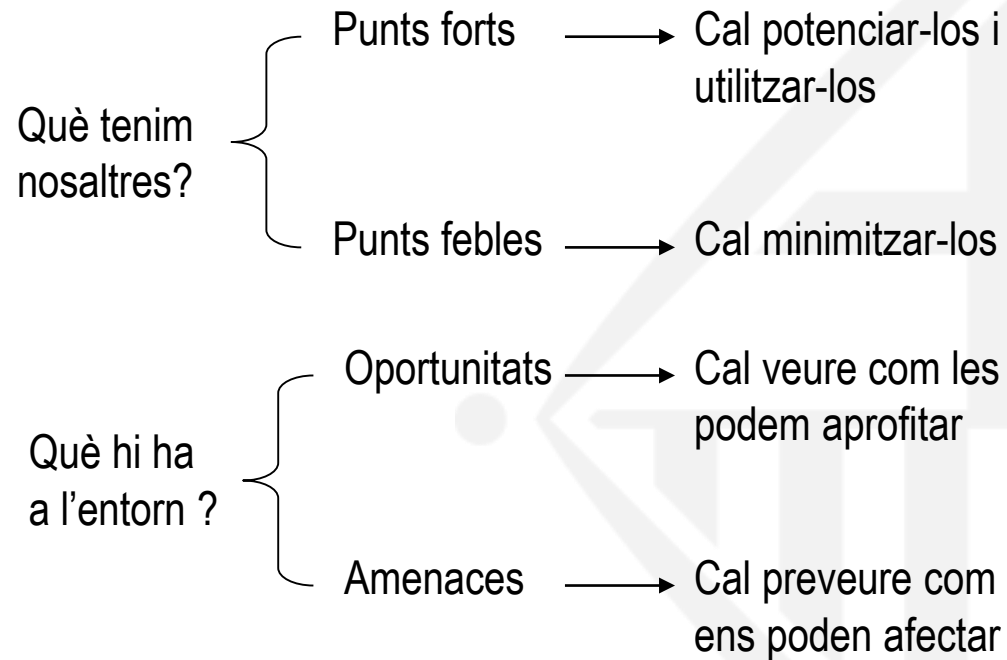 Punts forts
Cal potenciar-los i
utilitzar-los
Què tenim
nosaltres?
Punts febles
Cal minimitzar-los
Oportunitats
Cal veure com les
podem aprofitar
Què hi ha
a l’entorn ?
Amenaces
Cal preveure com
ens poden afectar